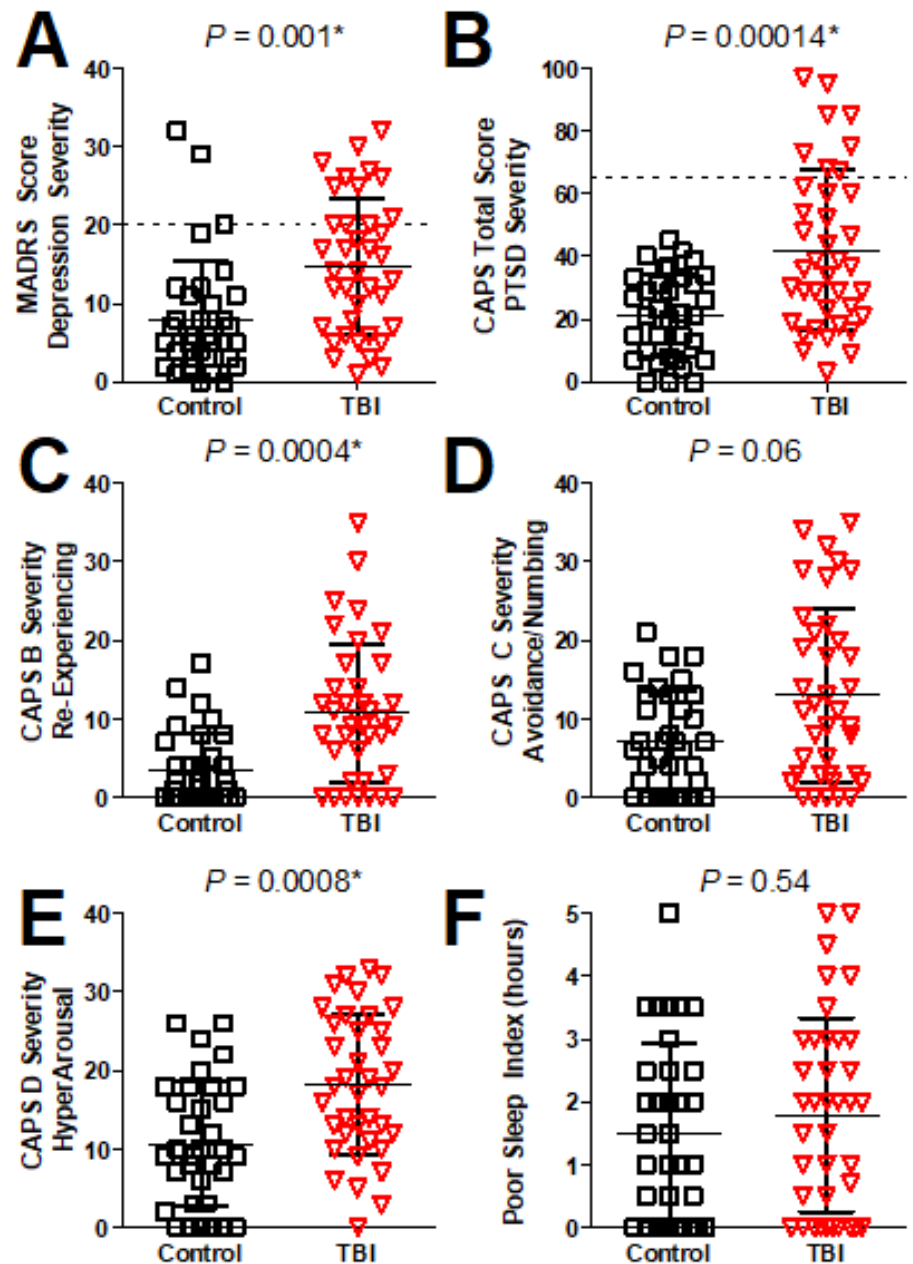 A
P = 0.001*
MADRS Score
Depression Severity
40
30
20
10
0
Control
TBI
B
P = 0.00014*
CAPS Total Score
PTSD Severity
100
80
60
40
20
0
Control
TBI
C
P = 0.0004*
CAPS B Severity
Re-Experiencing
40
30
20
10
0
Control
TBI
D
P = 0.06
CAPS C Severity
Avoidance/Numbing
40
30
20
10
0
Control
TBI
E
P = 0.0008*
CAPS D Severity
HyperArousal
40
30
20
10
0
Control
TBI
F
P = 0.54
Poor Sleep Index (hours)
5
4
3
2
1
0
Control
TBI